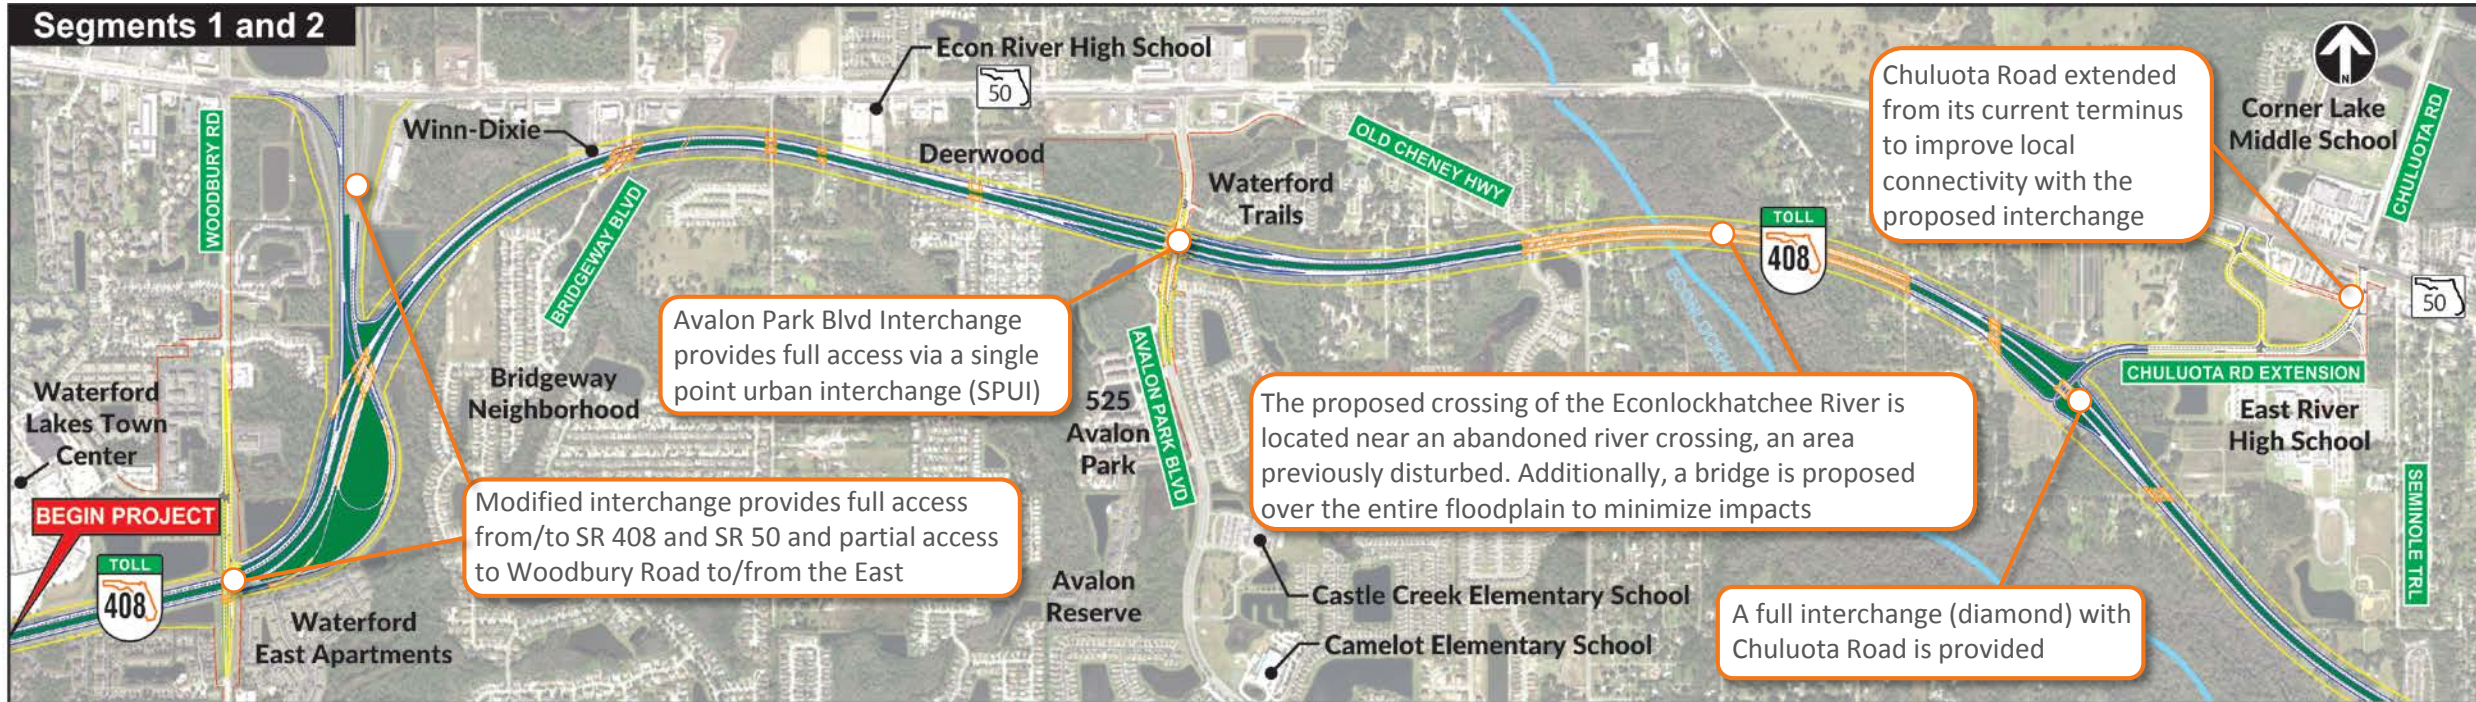 Segments 1 and 2
Econ River High School
50
Winn-Dixie
WOODBURY RD
Deerwood
BRIDGEWAY BLVD
Waterford
Trails
OLD CHENEY HWY
TOLL
408
Chuluota Road extended
from its current terminus
to improve local
connectivity with the
proposed interchange
N
Corner Lake
Middle School
CHULUOTA RD
50
Avalon Park Blvd Interchange
provides full access via a single
point urban interchange (SPUI)
AVALON PARK BLVD
525
Avalon
Park
Bridgeway
Neighborhood
Waterford
Lakes Town
Center
The proposed crossing of the Econlockhatchee River is
located near an abandoned river crossing, an area
previously disturbed. Additionally, a bridge is proposed
over the entire floodplain to minimize impacts
CHULUOTA RD EXTENSION
East River
High School
SEMINOLE TRL
BEGIN PROJECT
TOLL
408
Modified interchange provides full access
from/to SR 408 and SR 50 and partial access
to Woodbury Road to/from the East
Waterford
East Apartments
Avalon
Reserve
Castle Creek Elementary School
Camelot Elementary School
A full interchange (diamond) with
Chuluota Road is provided